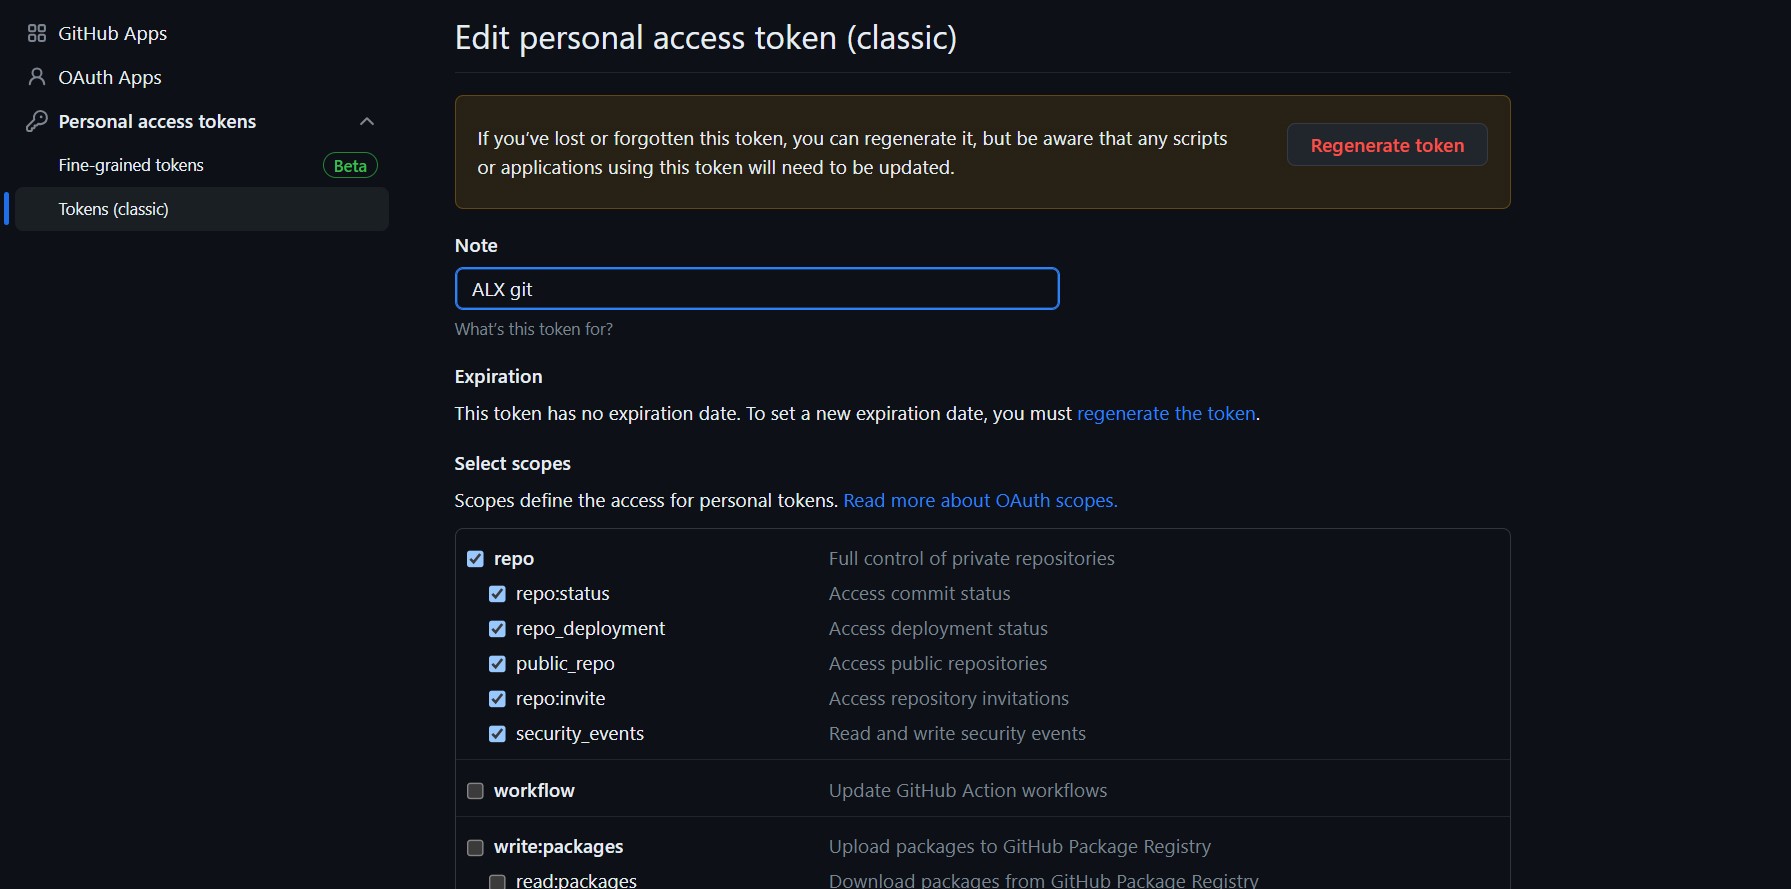 GitHub Apps
OAuth Apps
Personal access tokens
Fine-grained tokens Beta
Tokens (classic)
Edit personal access token (classic)
If you’ve lost or forgotten this token, you can regenerate it, but be aware that any scripts
or applications using this token will need to be updated.
Regenerate token
Note
ALX git
What’s this token for?
Expiration
This token has no expiration date. To set a new expiration date, you must regenerate the token.
Select scopes
Scopes define the access for personal tokens. Read more about OAuth scopes.
repo Full control of private repositories
repo:status Access commit status
repo_deployment Access deployment status
public_repo Access public repositories
repo:invite Access repository invitations
security_events Read and write security events
workflow Update GitHub Action workflows
write:packages Upload packages to GitHub Package Registry
read:packages Download packages from GitHub Package Registry